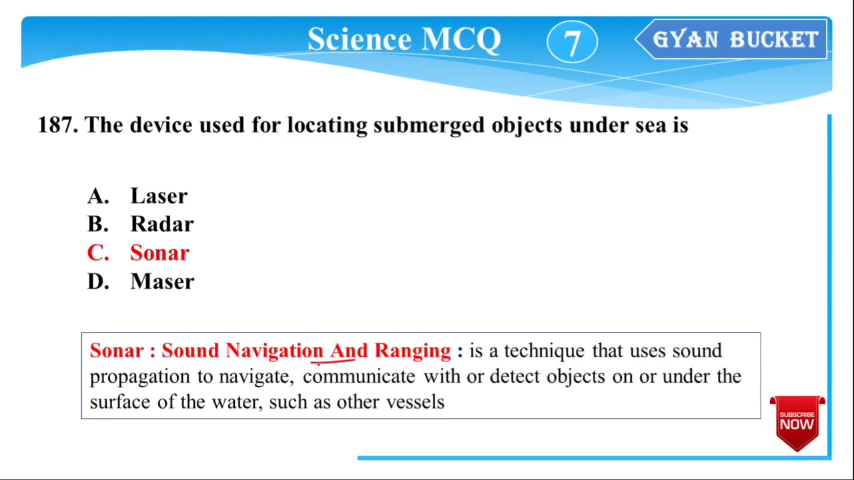 Science MCQ
7
GYAN BUCKET
187. The device used for locating submerged objects under sea is
A. Laser
B. Radar
C. Sonar
D. Maser
Sonar : Sound Navigation And Ranging : is a technique that uses sound
propagation to navigate, communicate with or detect objects on or under the
surface of the water, such as other vessels
SUBSCRIBE
NOW